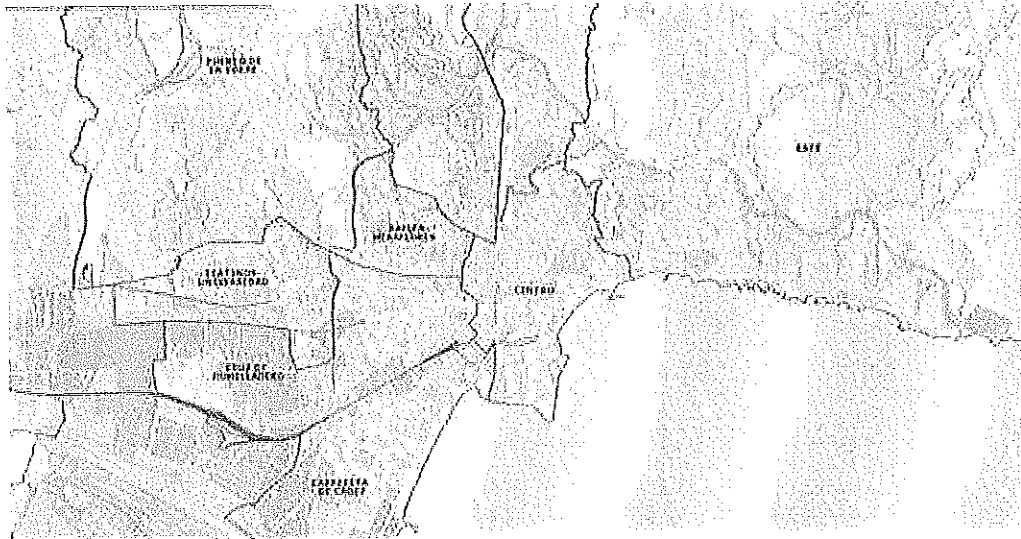 PUERTO DE
LA TORRE
ESTE
BAILEN-
MIRAFLORES
TEATINOS-
UNIVERSIDAD
CENTRO
CRUZ DE
HUMILLADERO
CARRETERA
DE CADIZ